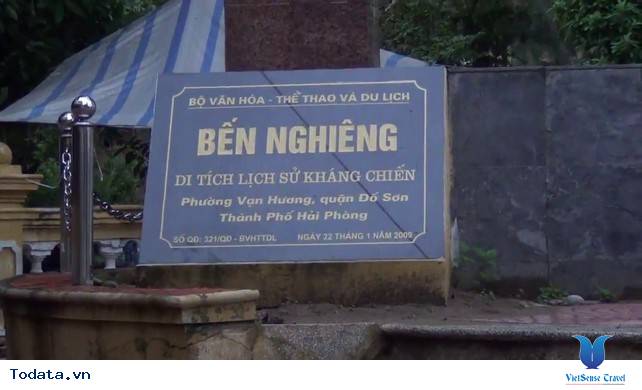 BỘ VĂN HÓA - THỂ THAO VÀ DU LỊCH
BẾN NGHIÊNG
DI TÍCH LỊCH SỬ KHÁNG CHIẾN
Phường Vạn Hương, quận Đồ Sơn
Thành Phố Hải Phòng
SỐ QĐ: 321/QĐ - BVHTTDL NGÀY 22 THÁNG 1 NĂM 2009
Todata.vn
VietSense Travel